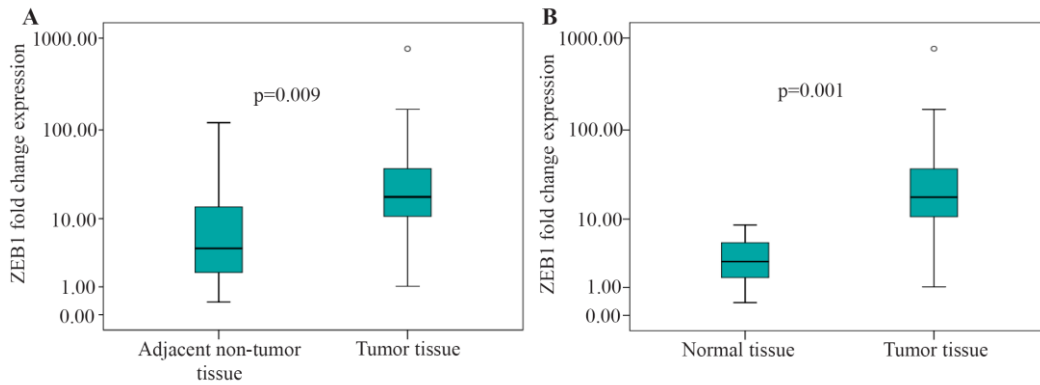 A
ZEB1 fold change expression
1000.00
100.00
10.00
1.00
0.00
p=0.009
Adjacent non-tumor
tissue
Tumor tissue
B
ZEB1 fold change expression
1000.00
100.00
10.00
1.00
0.00
p=0.001
Normal tissue
Tumor tissue